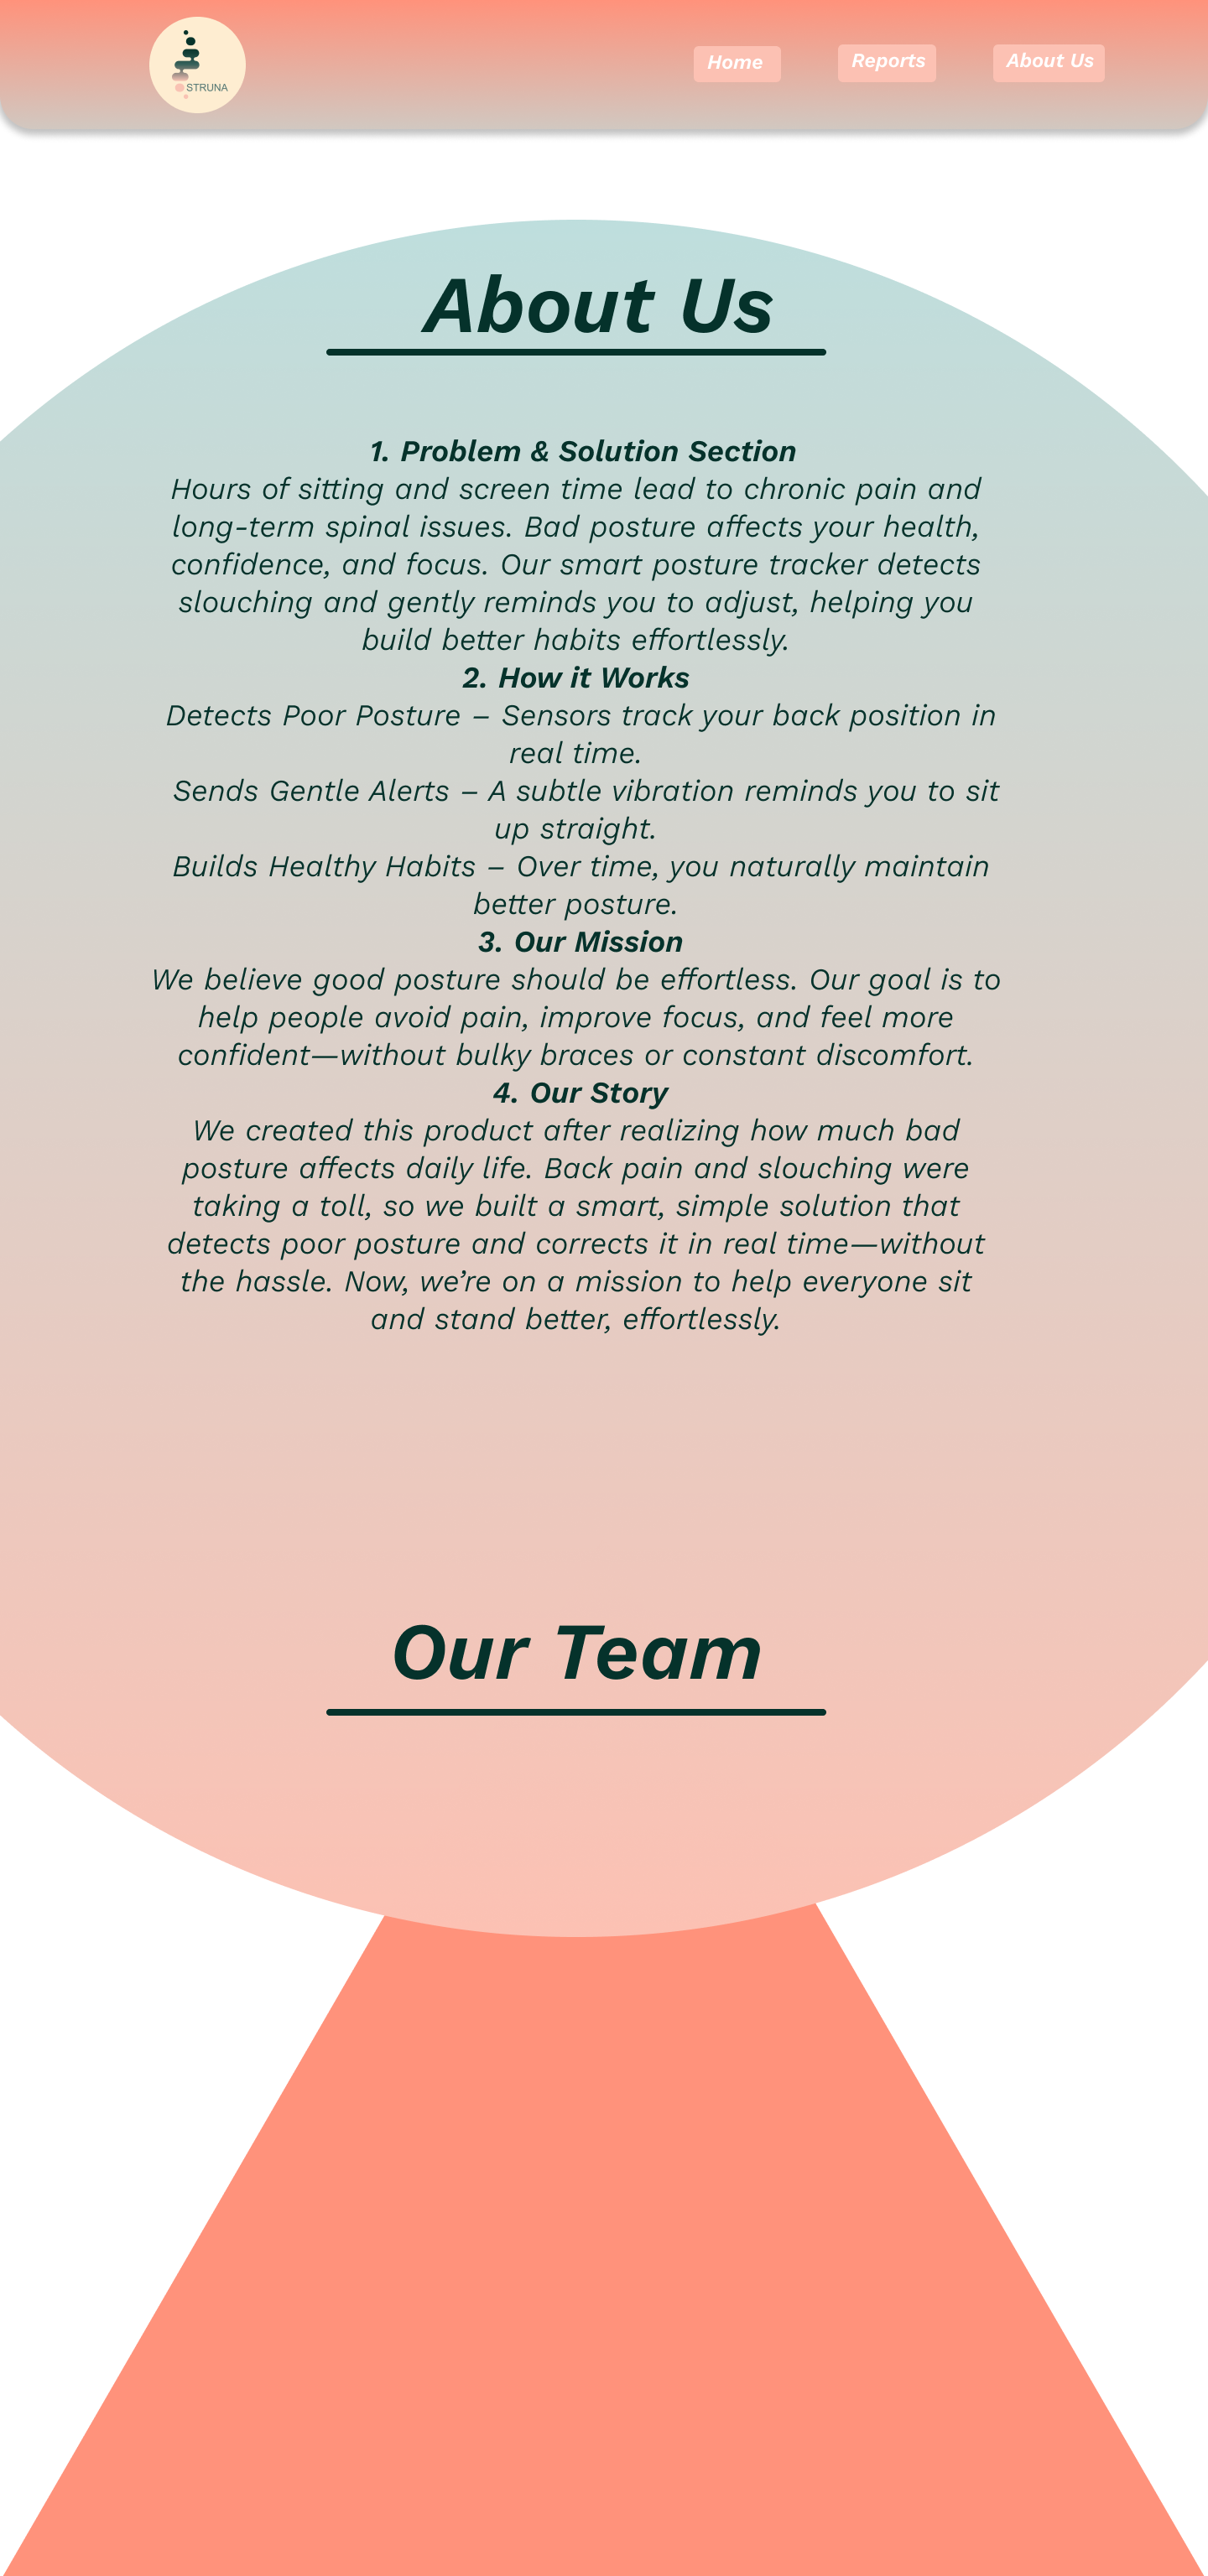 STRUNA
Home
Reports
About Us
About Us
1. Problem & Solution Section
Hours of sitting and screen time lead to chronic pain and
long-term spinal issues. Bad posture affects your health,
confidence, and focus. Our smart posture tracker detects
slouching and gently reminds you to adjust, helping you
build better habits effortlessly.
2. How it Works
Detects Poor Posture – Sensors track your back position in
real time.
Sends Gentle Alerts – A subtle vibration reminds you to sit
up straight.
Builds Healthy Habits – Over time, you naturally maintain
better posture.
3. Our Mission
We believe good posture should be effortless. Our goal is to
help people avoid pain, improve focus, and feel more
confident—without bulky braces or constant discomfort.
4. Our Story
We created this product after realizing how much bad
posture affects daily life. Back pain and slouching were
taking a toll, so we built a smart, simple solution that
detects poor posture and corrects it in real time—without
the hassle. Now, we’re on a mission to help everyone sit
and stand better, effortlessly.
Our Team